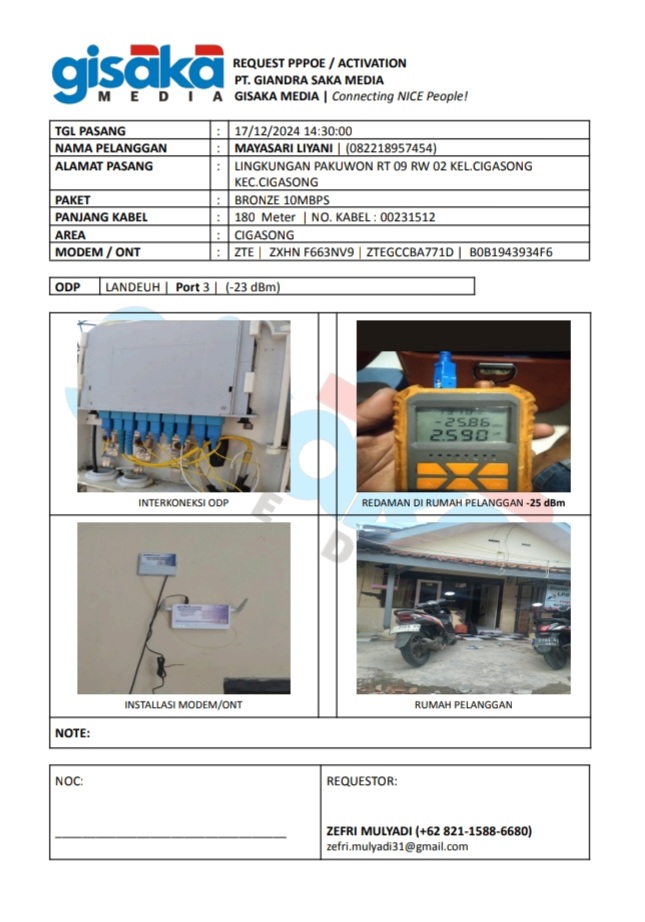 gisaka
MEDIA
REQUEST PPPOE / ACTIVATION
PT. GIANDRA SAKA MEDIA
GISAKA MEDIA | Connecting NICE People!
TGL PASANG : 17/12/2024 14:30:00
NAMA PELANGGAN : MAYASARI LIYANI | (082218957454)
ALAMAT PASANG : LINGKUNGAN PAKUWON RT 09 RW 02 KEL.CIGASONG
KEC.CIGASONG
PAKET : BRONZE 10MBPS
PANJANG KABEL : 180 Meter | NO. KABEL : 00231512
AREA : CIGASONG
MODEM / ONT : ZTE | ZXHN F663NV9 | ZTEGCCBA771D | B0B1943934F6
ODP LANDEUH | Port 3 | (-23 dBm)
-25.86
2.590
INTERKONEKSI ODP
REDAMAN DI RUMAH PELANGGAN -25 dBm
INSTALLASI MODEM/ONT
RUMAH PELANGGAN
NOTE:
NOC:
REQUESTOR:
ZEFRI MULYADI (+62 821-1588-6680)
zefri.mulyadi31@gmail.com